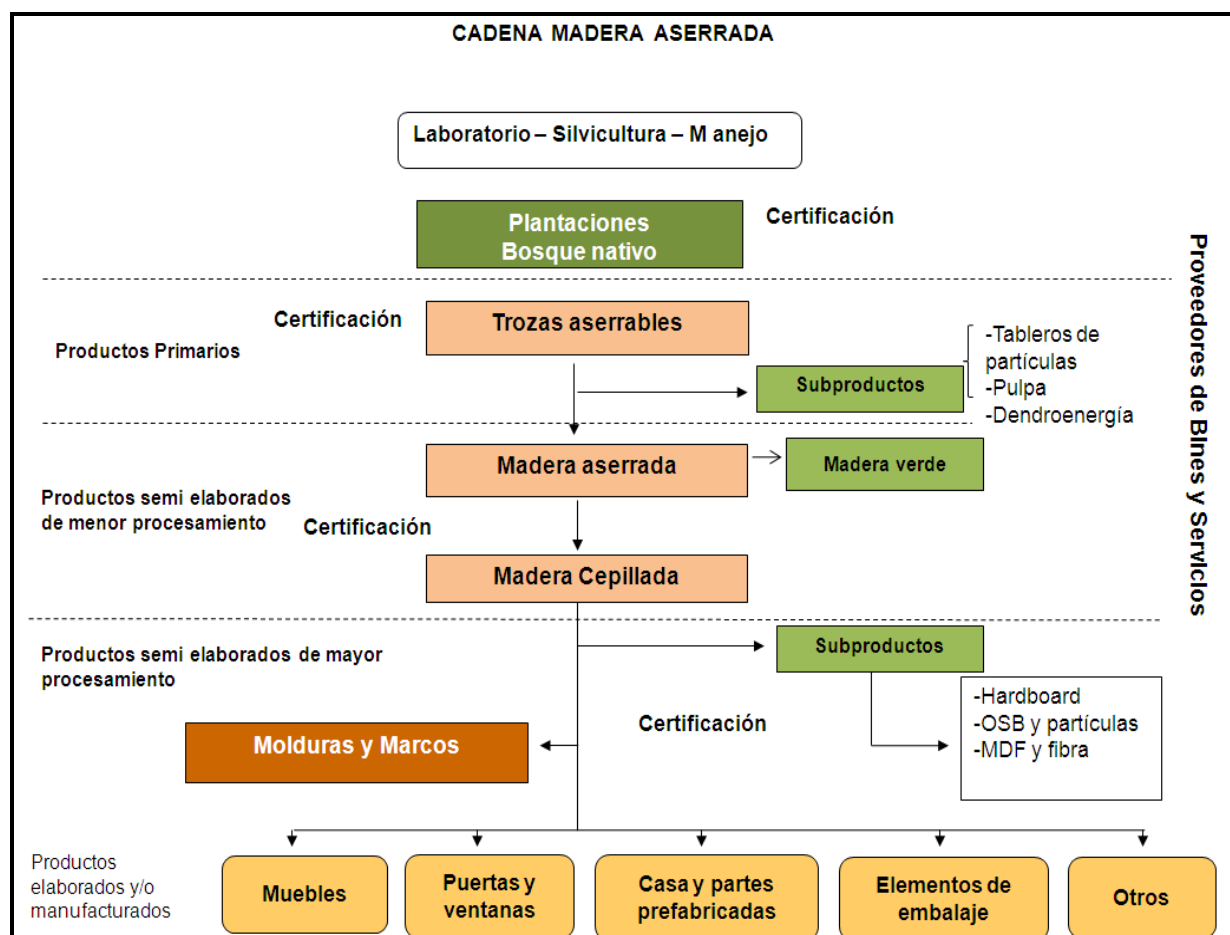 CADENA MADERA ASERRADA
Laboratorio – Silvicultura – M anejo
Plantaciones
Bosque nativo
Certificación
Proveedores de BInes y Servicios
Certificación
Trozas aserrables
Productos Primarios
Subproductos
-Tableros de
partículas
-Pulpa
-Dendroenergía
Madera aserrada
Madera verde
Productos semi elaborados
de menor procesamiento
Certificación
Madera Cepillada
Productos semi elaborados de mayor
procesamiento
Subproductos
-Hardboard
-OSB y partículas
-MDF y fibra
Certificación
Molduras y Marcos
Productos
elaborados y/o
manufacturados
Muebles
Puertas y
ventanas
Casa y partes
prefabricadas
Elementos de
embalaje
Otros